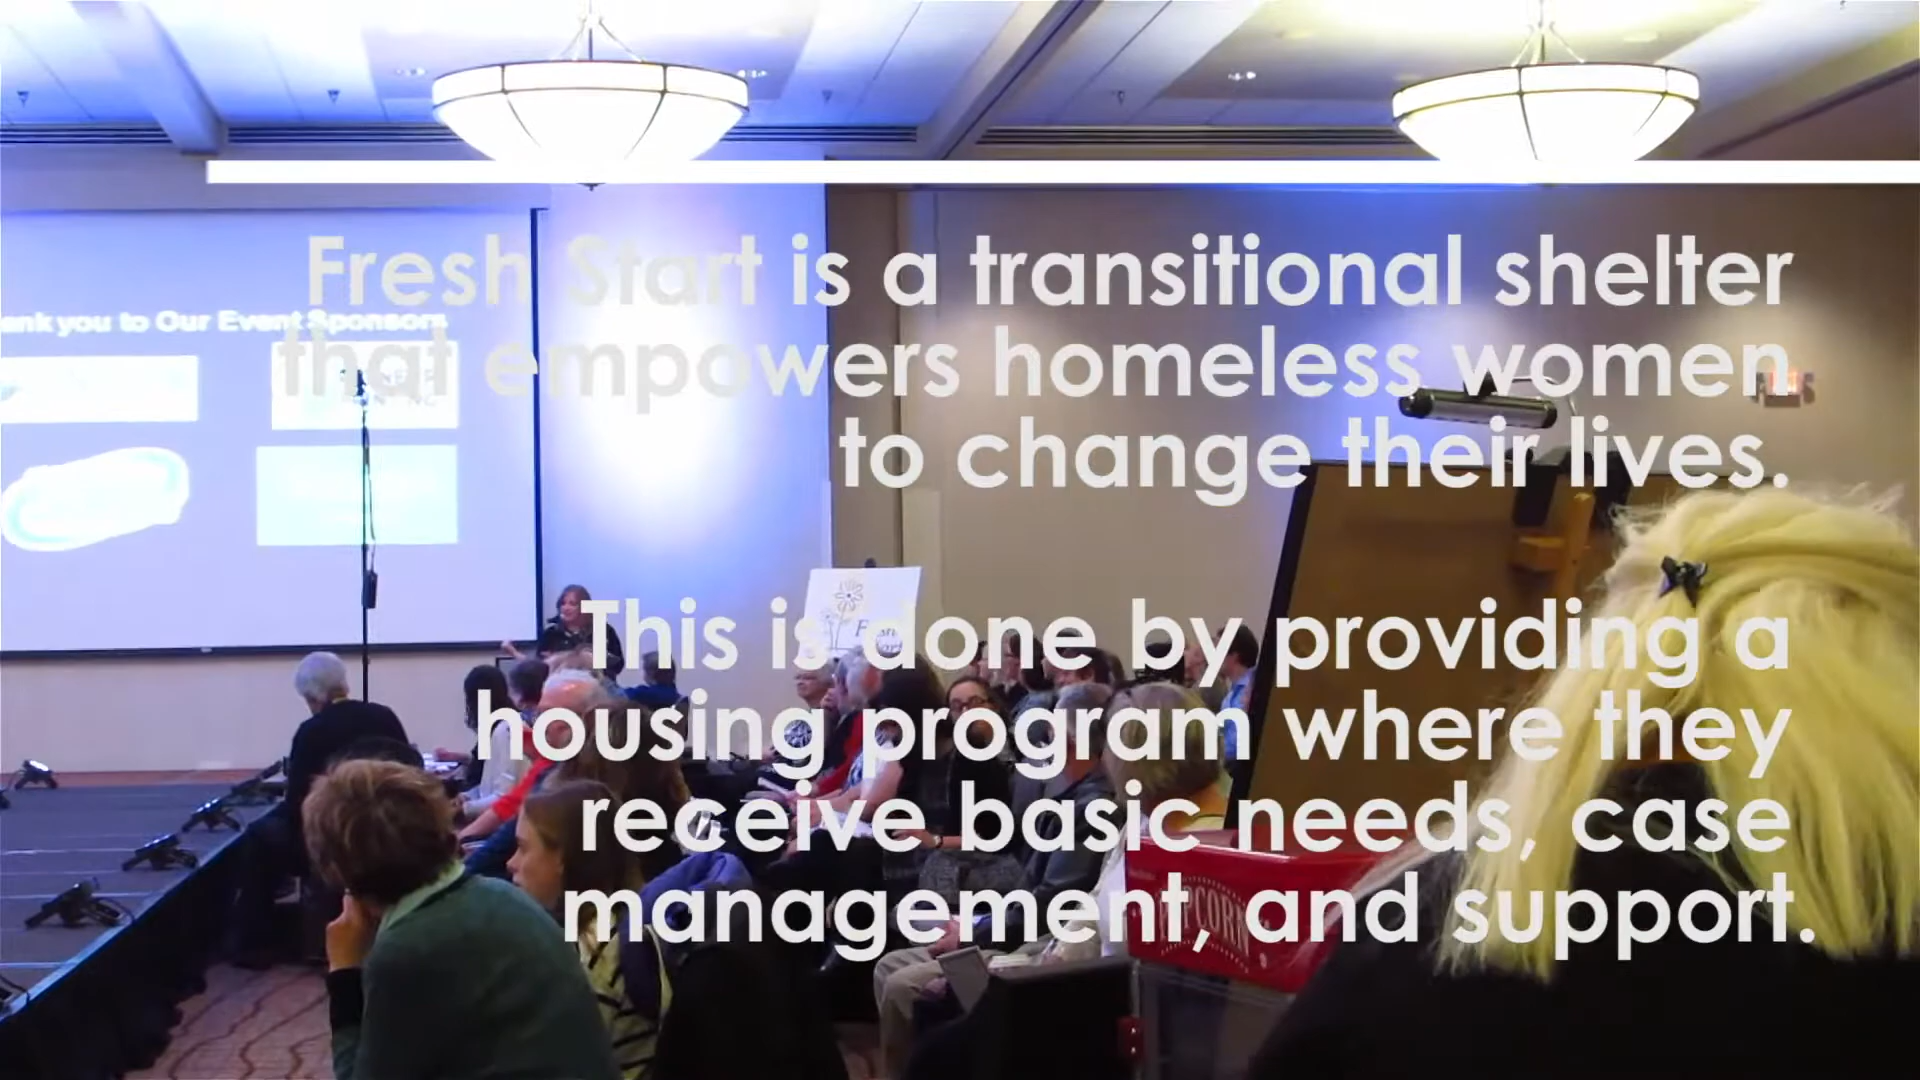 Fresh Start is a transitional shelter
that empowers homeless women
to change their lives.
This is done by providing a
housing program where they
receive basic needs, case
management, and support.
ank you to Our Event Sponsors
POPCORN